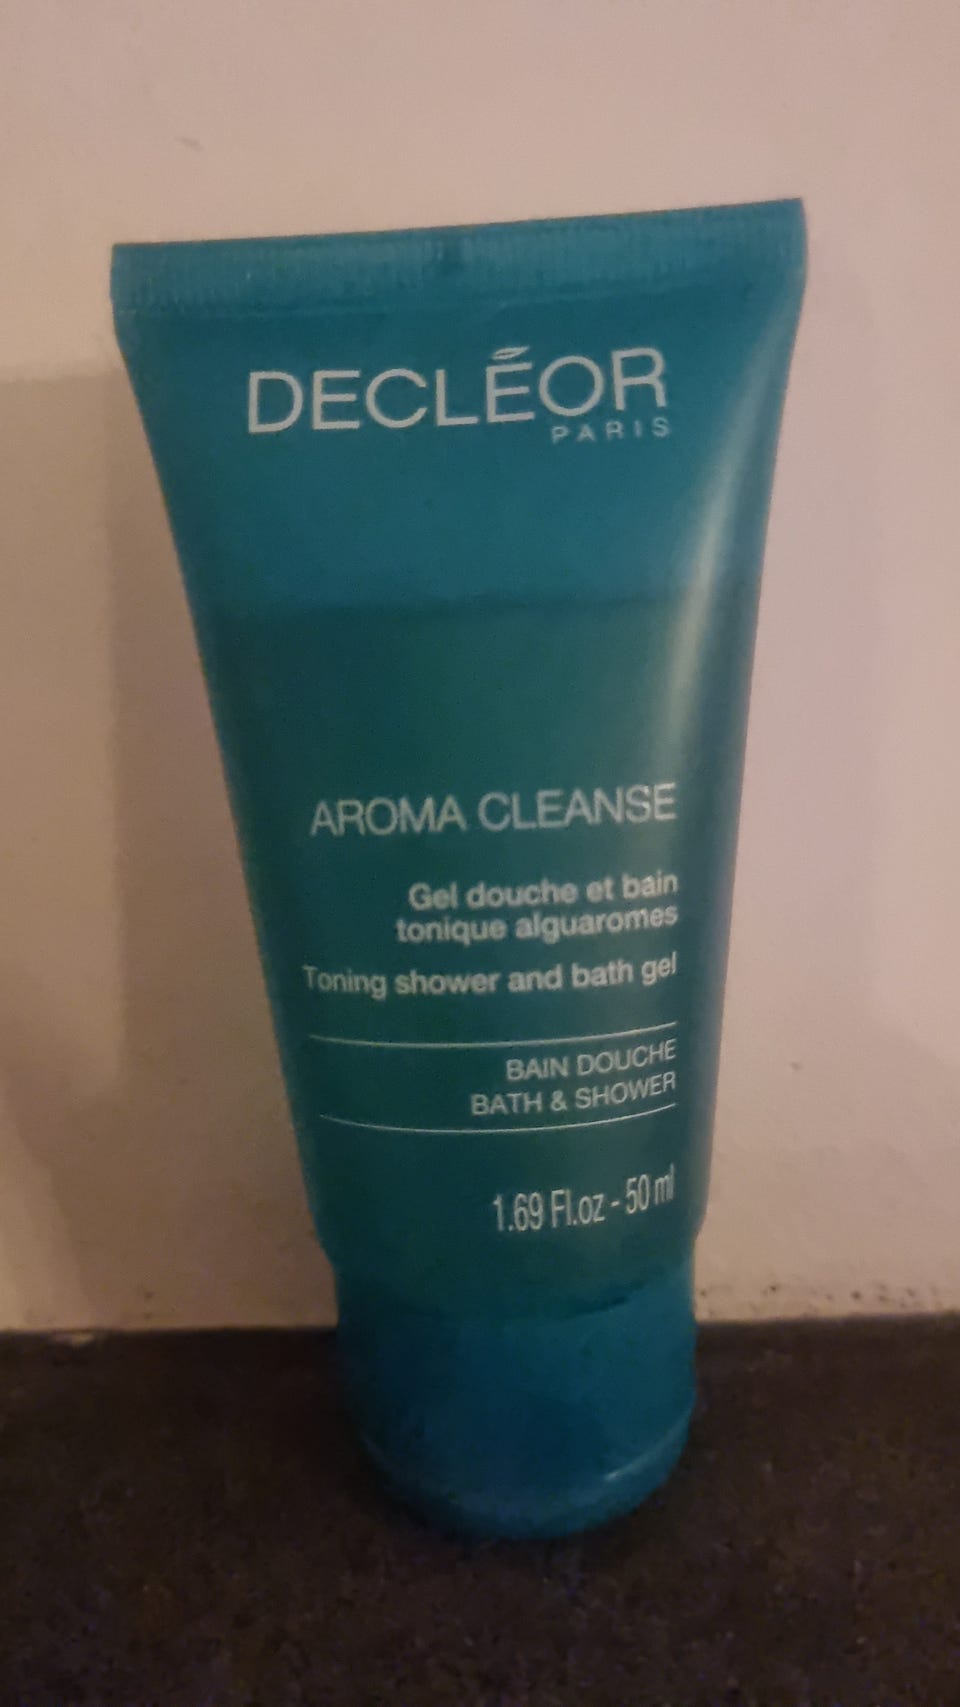 DECLÉOR
PARIS
AROMA CLEANSE
Gel douche et bain
tonique alguaromes
Toning shower and bath gel
BAIN DOUCHE
BATH & SHOWER
1.69 Fl.oz - 50 ml